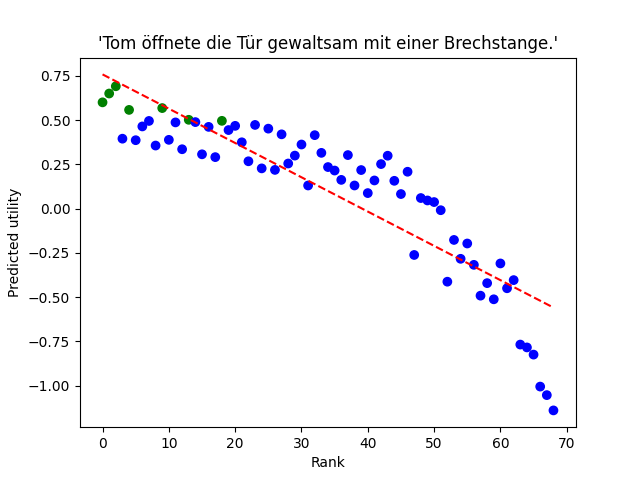 'Tom öffnete die Tür gewaltsam mit einer Brechstange.'
0.75
0.50
0.25
0.00
−0.25
−0.50
−0.75
−1.00
Predicted utility
0 10 20 30 40 50 60 70
Rank